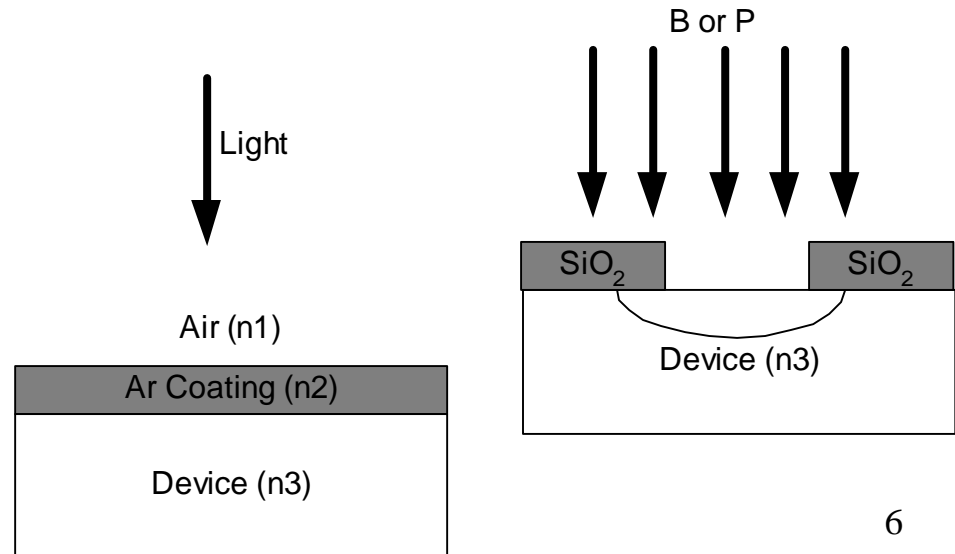 Light
Air (n1)
Ar Coating (n2)
Device (n3)
B or P
SiO₂ SiO₂
Device (n3)
6